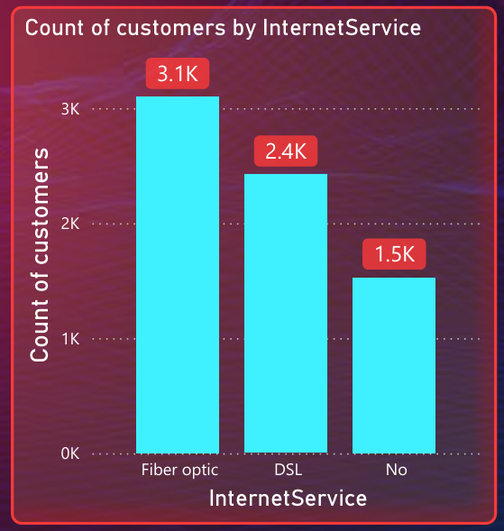 Count of customers by InternetService
3.1K
3K
2.4K
2K
1.5K
1K
0K
Count of customers
Fiber optic DSL No
InternetService